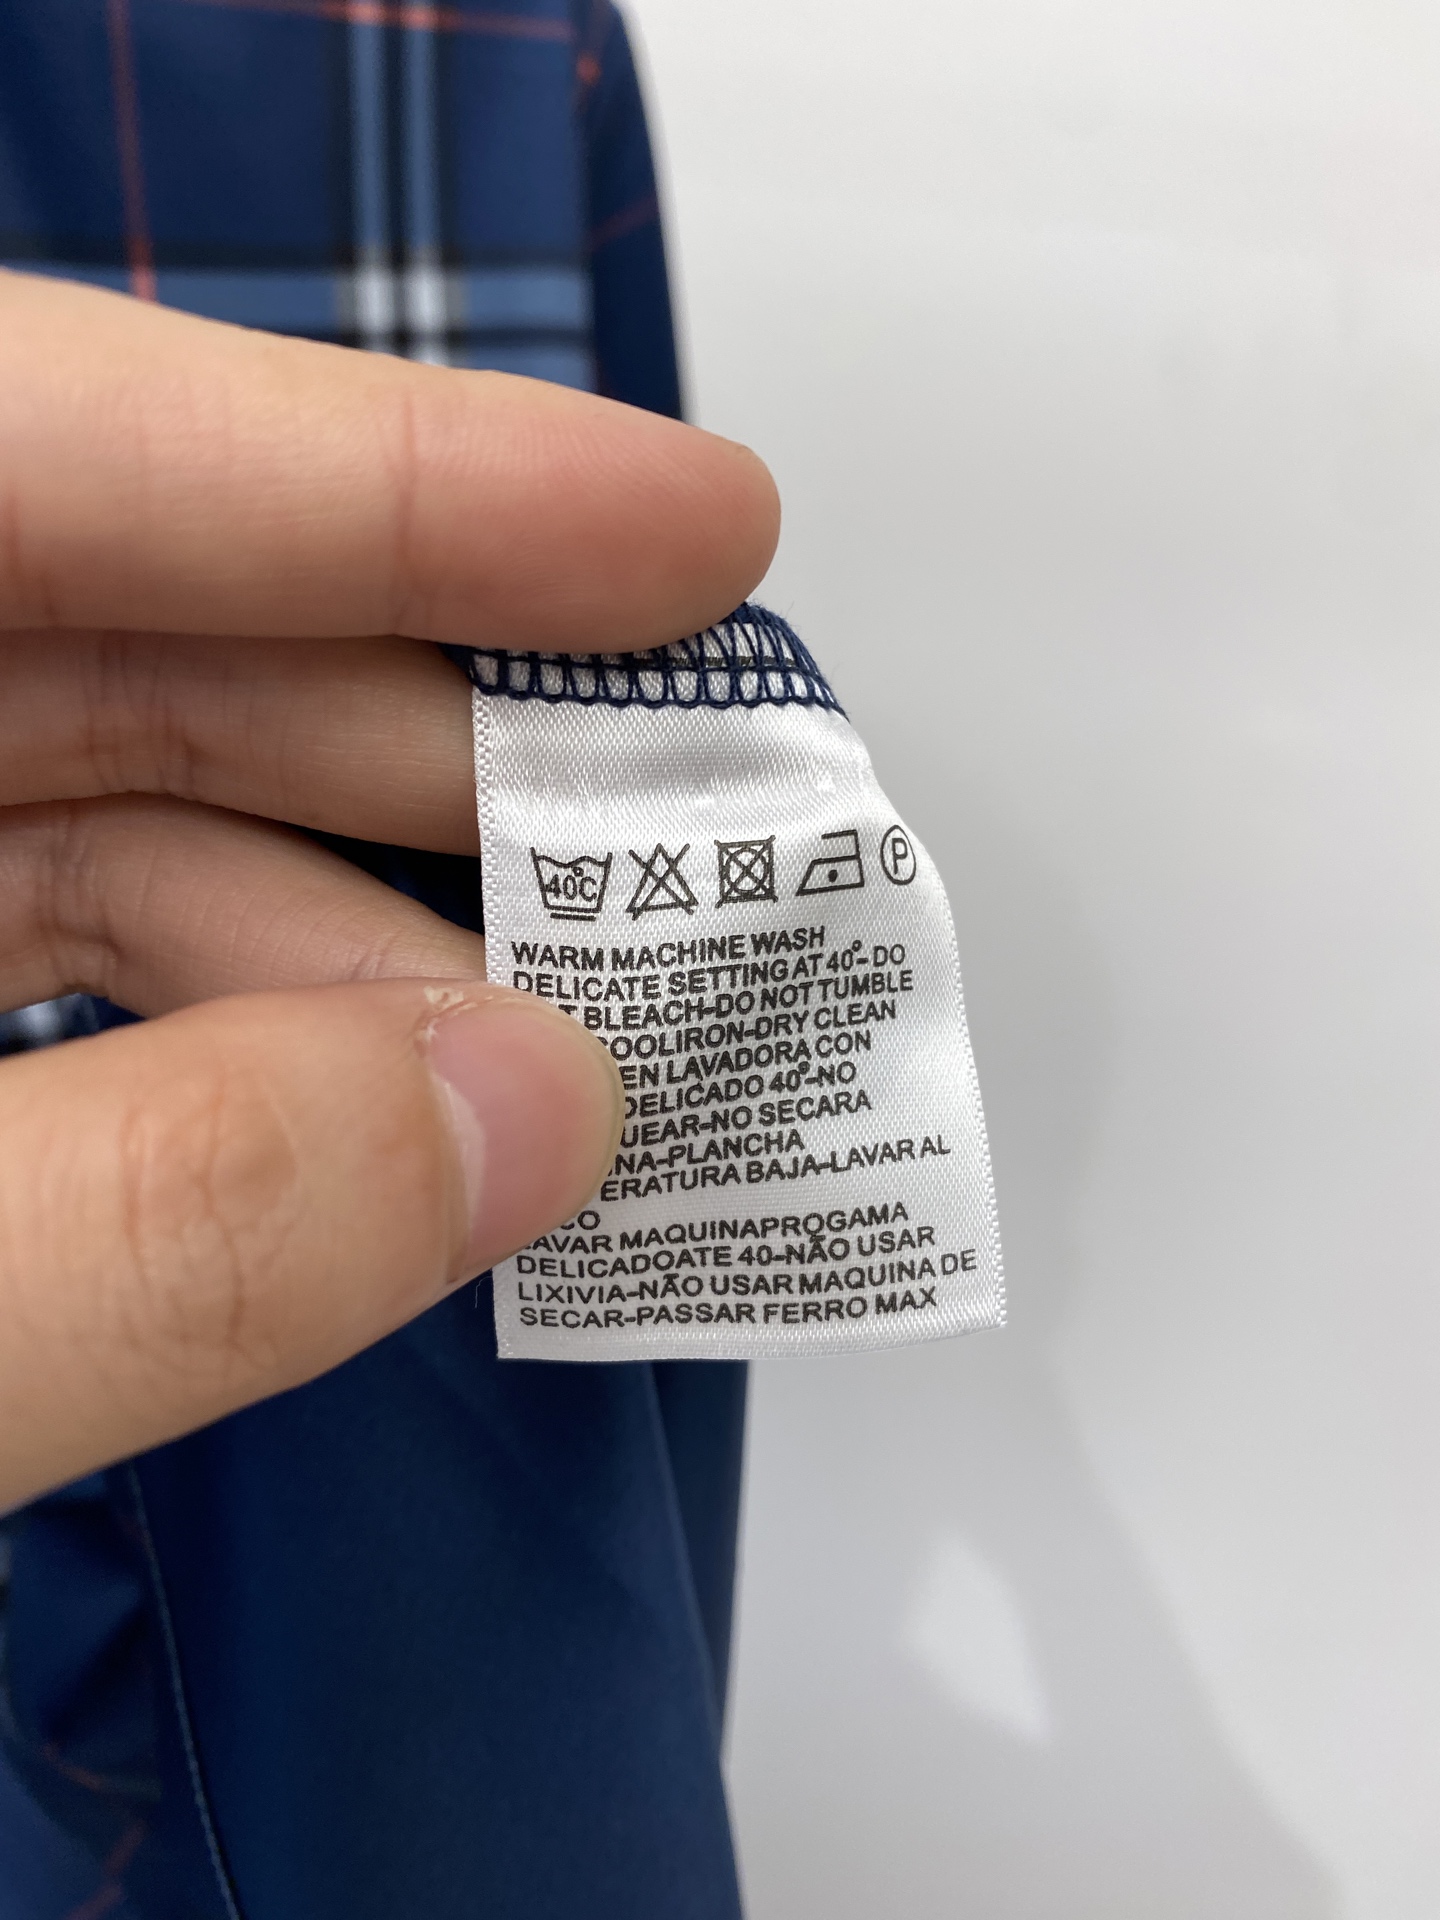 40°C P
WARM MACHINE WASH
DELICATE SETTING AT 40°-DO
BLEACH-DO NOT TUMBLE
COOLIRON-DRY CLEAN
EN LAVADORA CON
DELICADO 40°-NO
UEAR-NO SECARA
NA-PLANCHA
ERATURA BAJA-LAVAR AL
CO
LAVAR MAQUINAPROGAMA
DELICADOATE 40-NÃO USAR
LIXIVIA-NÃO USAR MAQUINA DE
SECAR-PASSAR FERRO MAX